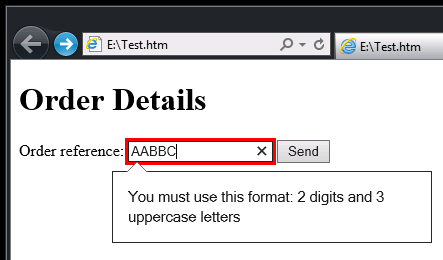 E:\Test.htm
E:\Test.htm
Order Details
Order reference: AABBC Send
You must use this format: 2 digits and 3
uppercase letters